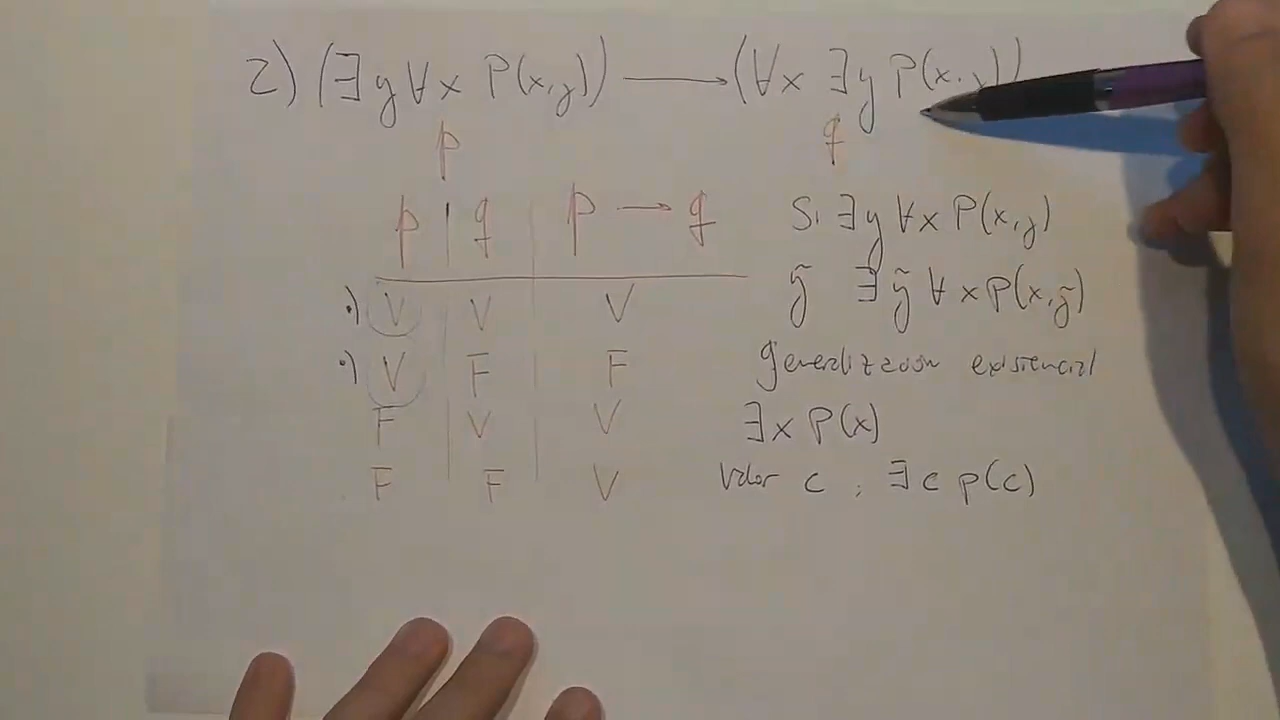 2) (∃y∀x P(x,y)) ⟶ (∀x ∃y P(x,y))
p q
p | q | p → q
•) V V V
•) V F F
F V V
F F V
Si ∃y ∀x P(x,y)
ỹ ∃ỹ ∀x P(x,ỹ)
generalización existencial
∃x P(x)
Valor c , ∃c p(c)